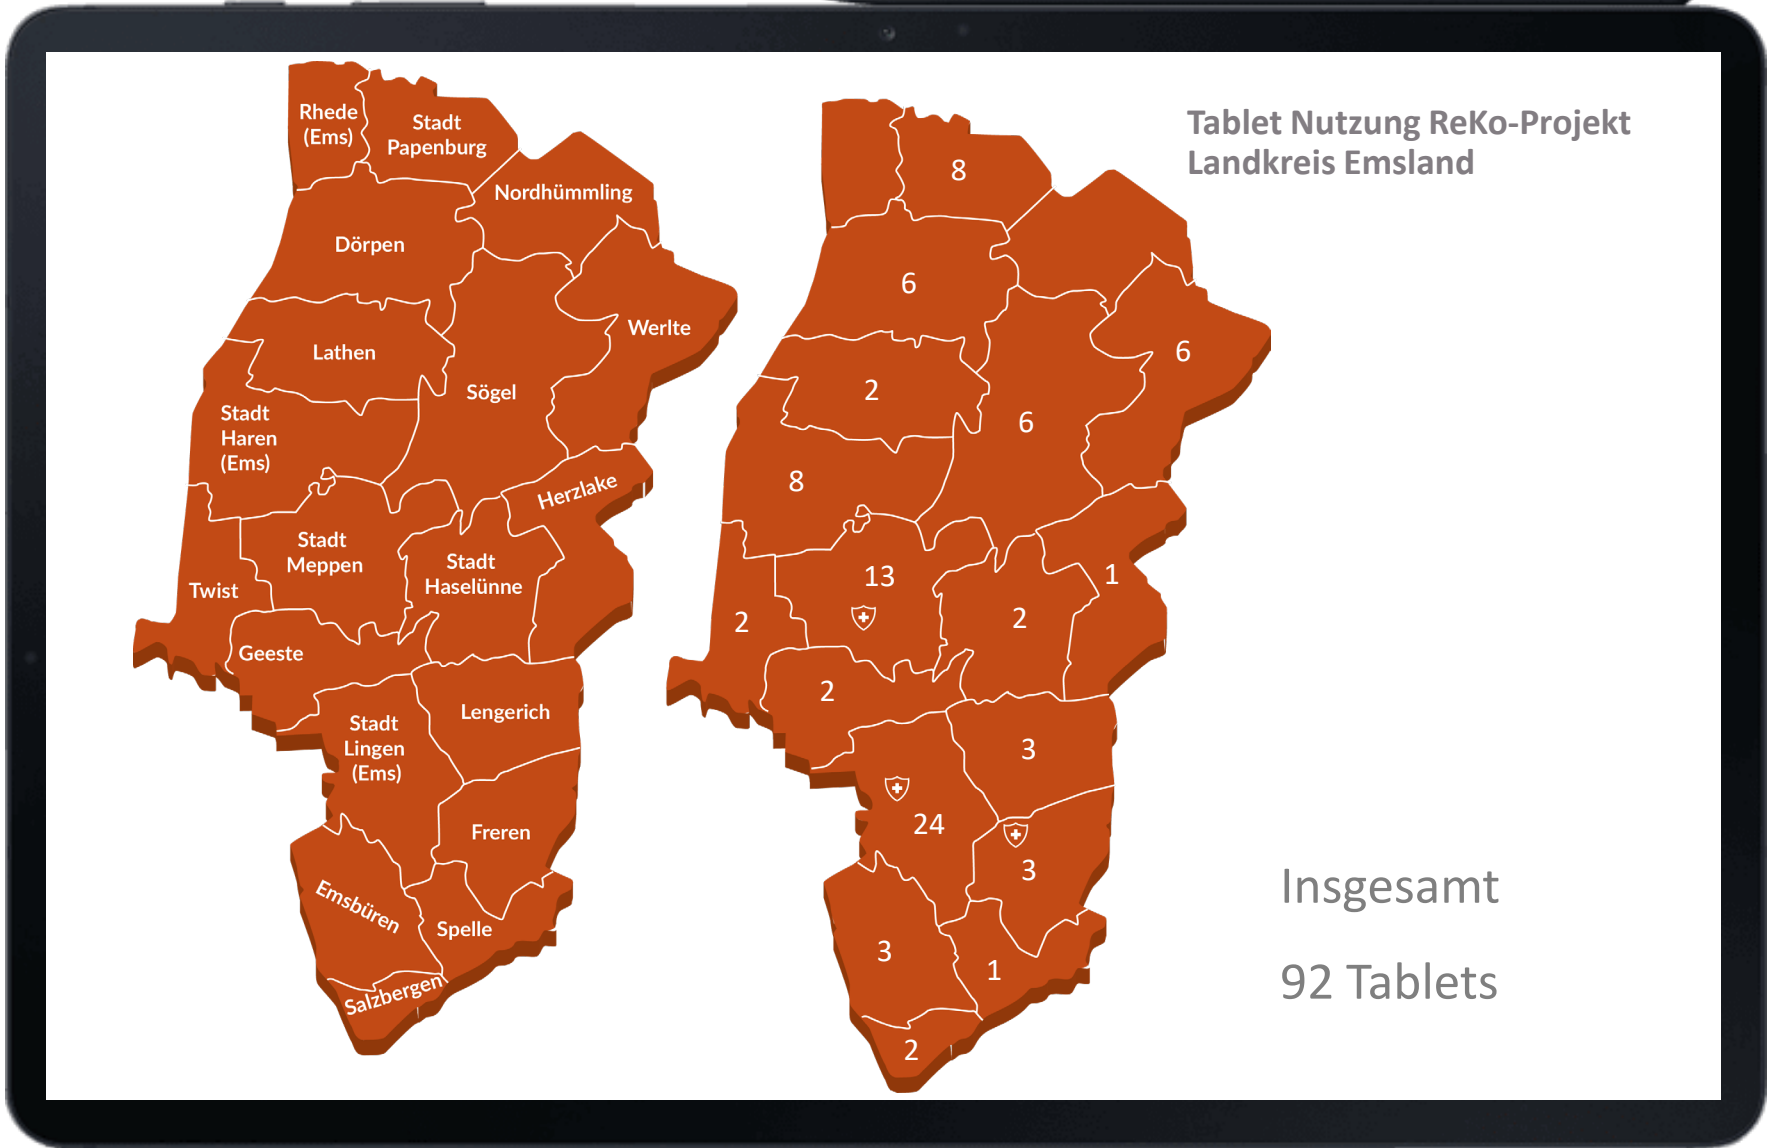 Tablet Nutzung ReKo-Projekt
Landkreis Emsland
Rhede
(Ems)
Stadt
Papenburg
Nordhümmling
Dörpen
Werlte
Lathen
Sögel
Stadt
Haren
(Ems)
Herzlake
Stadt
Meppen
Stadt
Haselünne
Twist
Geeste
Lengerich
Stadt
Lingen
(Ems)
Freren
Emsbüren
Spelle
Salzbergen
8
6
6
2
6
8
13
1
2
2
2
3
24
3
3
1
2
Insgesamt
92 Tablets